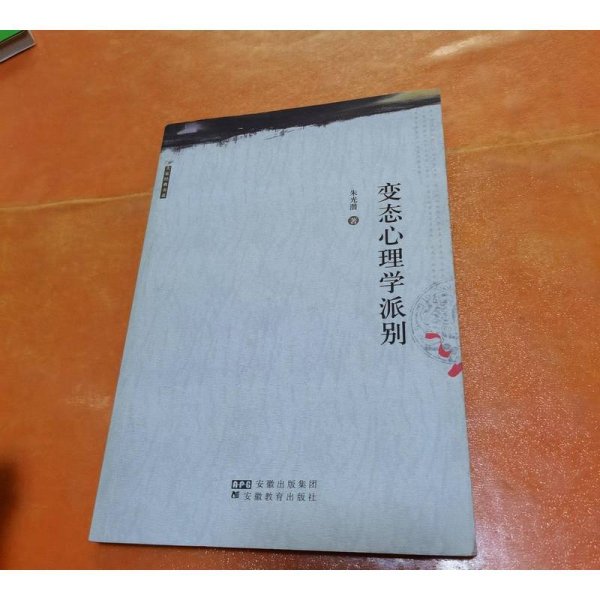 变态心理学派别
朱光潜 著
APG 安徽出版集团
安徽教育出版社